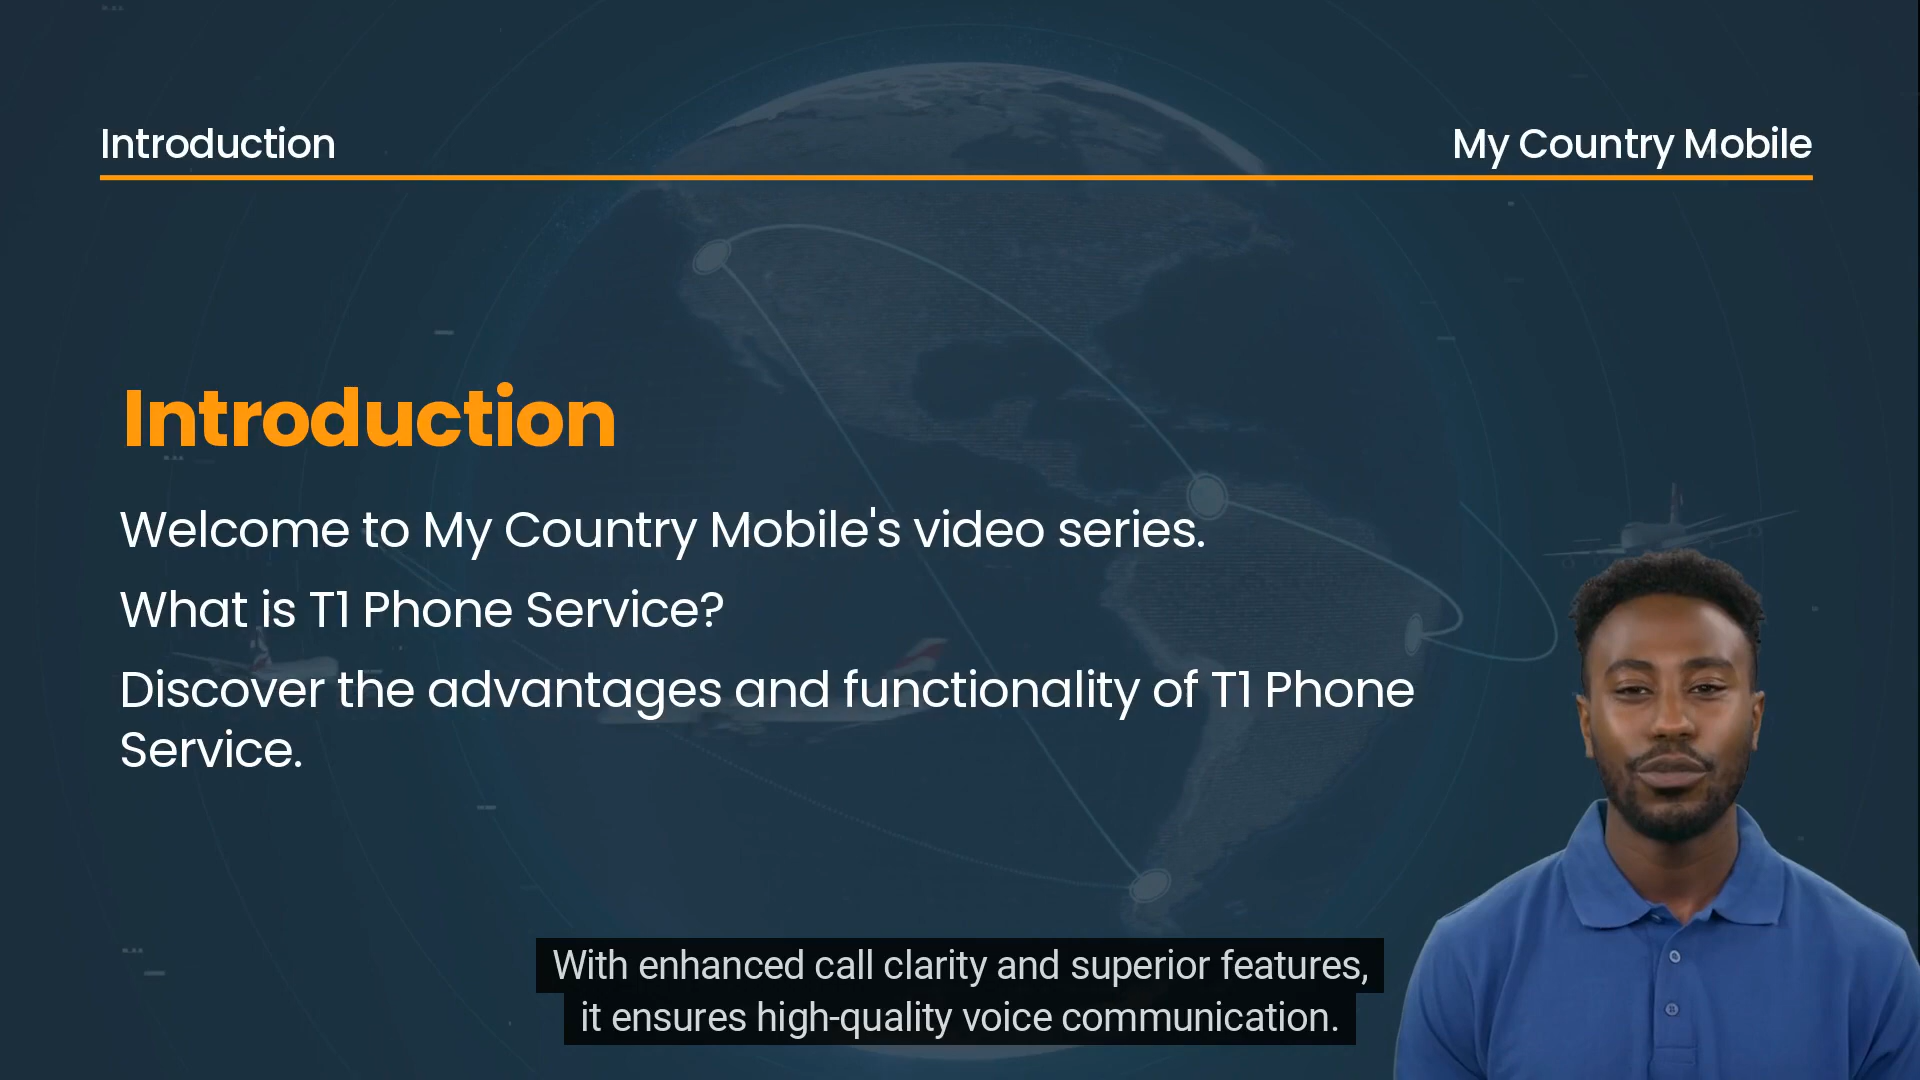 Introduction
My Country Mobile
Introduction
Welcome to My Country Mobile's video series.
What is T1 Phone Service?
Discover the advantages and functionality of T1 Phone
Service.
With enhanced call clarity and superior features,
it ensures high-quality voice communication.